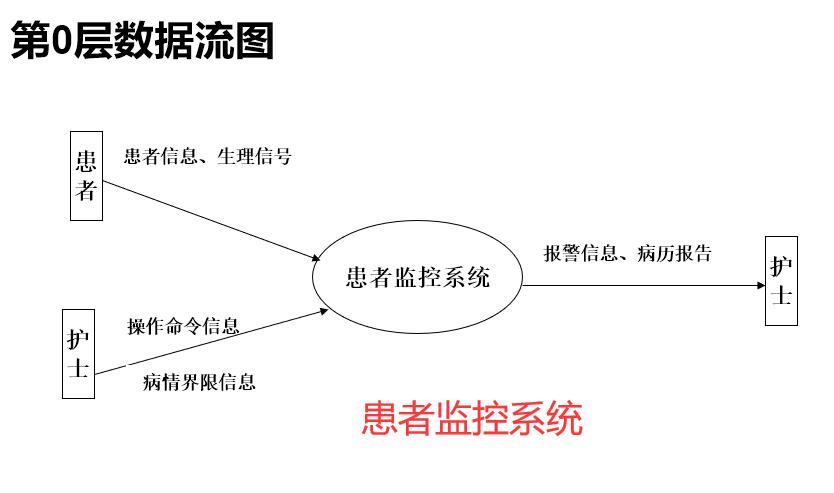 第0层数据流图
患者
患者信息、生理信号
患者监控系统
报警信息、病历报告
护士
护士
操作命令信息
病情界限信息
患者监控系统